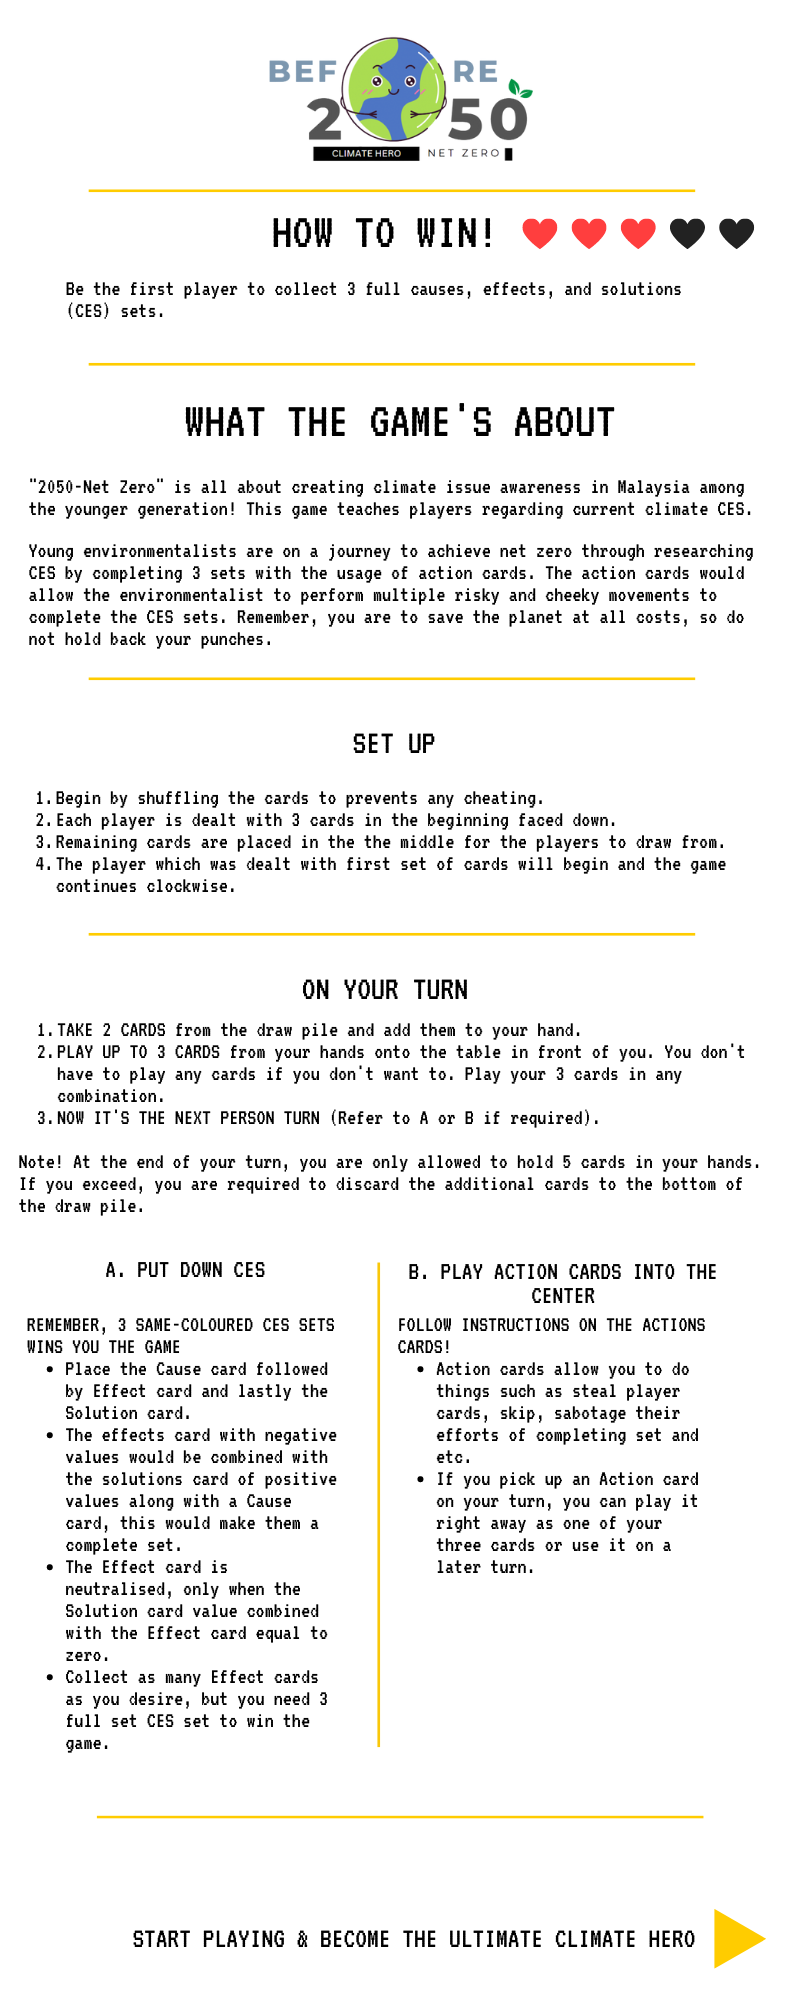 BEF RE
2 50
CLIMATE HERO NET ZERO
HOW TO WIN!
Be the first player to collect 3 full causes, effects, and solutions
(CES) sets.
WHAT THE GAME'S ABOUT
"2050-Net Zero" is all about creating climate issue awareness in Malaysia among
the younger generation! This game teaches players regarding current climate CES.
Young environmentalists are on a journey to achieve net zero through researching
CES by completing 3 sets with the usage of action cards. The action cards would
allow the environmentalist to perform multiple risky and cheeky movements to
complete the CES sets. Remember, you are to save the planet at all costs, so do
not hold back your punches.
SET UP
1. Begin by shuffling the cards to prevents any cheating.
2. Each player is dealt with 3 cards in the beginning faced down.
3. Remaining cards are placed in the the middle for the players to draw from.
4. The player which was dealt with first set of cards will begin and the game
continues clockwise.
ON YOUR TURN
1. TAKE 2 CARDS from the draw pile and add them to your hand.
2. PLAY UP TO 3 CARDS from your hands onto the table in front of you. You don't
have to play any cards if you don't want to. Play your 3 cards in any
combination.
3. NOW IT'S THE NEXT PERSON TURN (Refer to A or B if required).
Note! At the end of your turn, you are only allowed to hold 5 cards in your hands.
If you exceed, you are required to discard the additional cards to the bottom of
the draw pile.
A. PUT DOWN CES
REMEMBER, 3 SAME-COLOURED CES SETS
WINS YOU THE GAME
• Place the Cause card followed
by Effect card and lastly the
Solution card.
• The effects card with negative
values would be combined with
the solutions card of positive
values along with a Cause
card, this would make them a
complete set.
• The Effect card is
neutralised, only when the
Solution card value combined
with the Effect card equal to
zero.
• Collect as many Effect cards
as you desire, but you need 3
full set CES set to win the
game.
B. PLAY ACTION CARDS INTO THE
CENTER
FOLLOW INSTRUCTIONS ON THE ACTIONS
CARDS!
• Action cards allow you to do
things such as steal player
cards, skip, sabotage their
efforts of completing set and
etc.
• If you pick up an Action card
on your turn, you can play it
right away as one of your
three cards or use it on a
later turn.
START PLAYING & BECOME THE ULTIMATE CLIMATE HERO